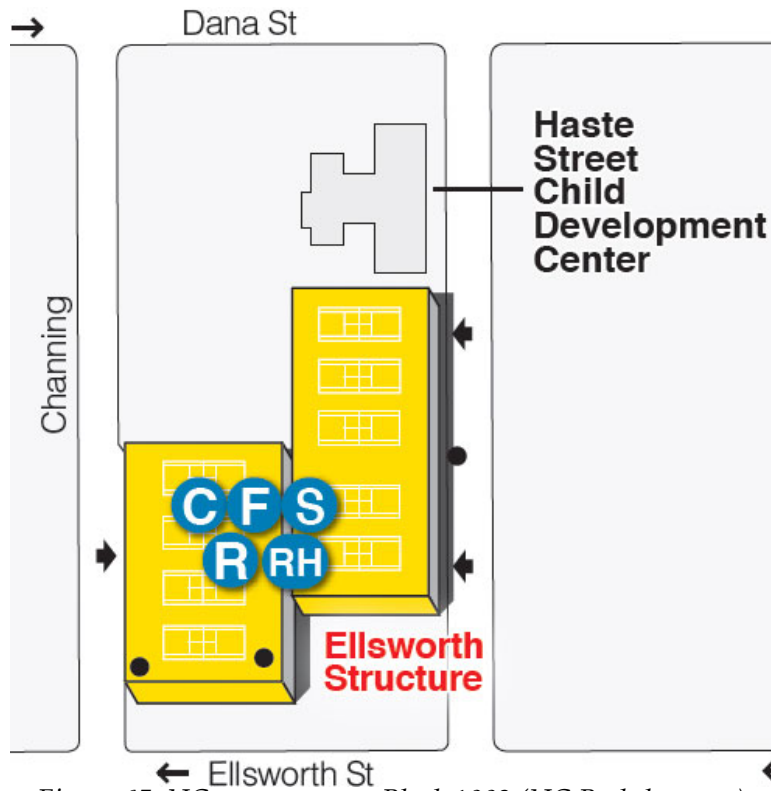 →
Dana St
Haste
Street
Child
Development
Center
Channing
C F S
R RH
Ellsworth
Structure
← Ellsworth St